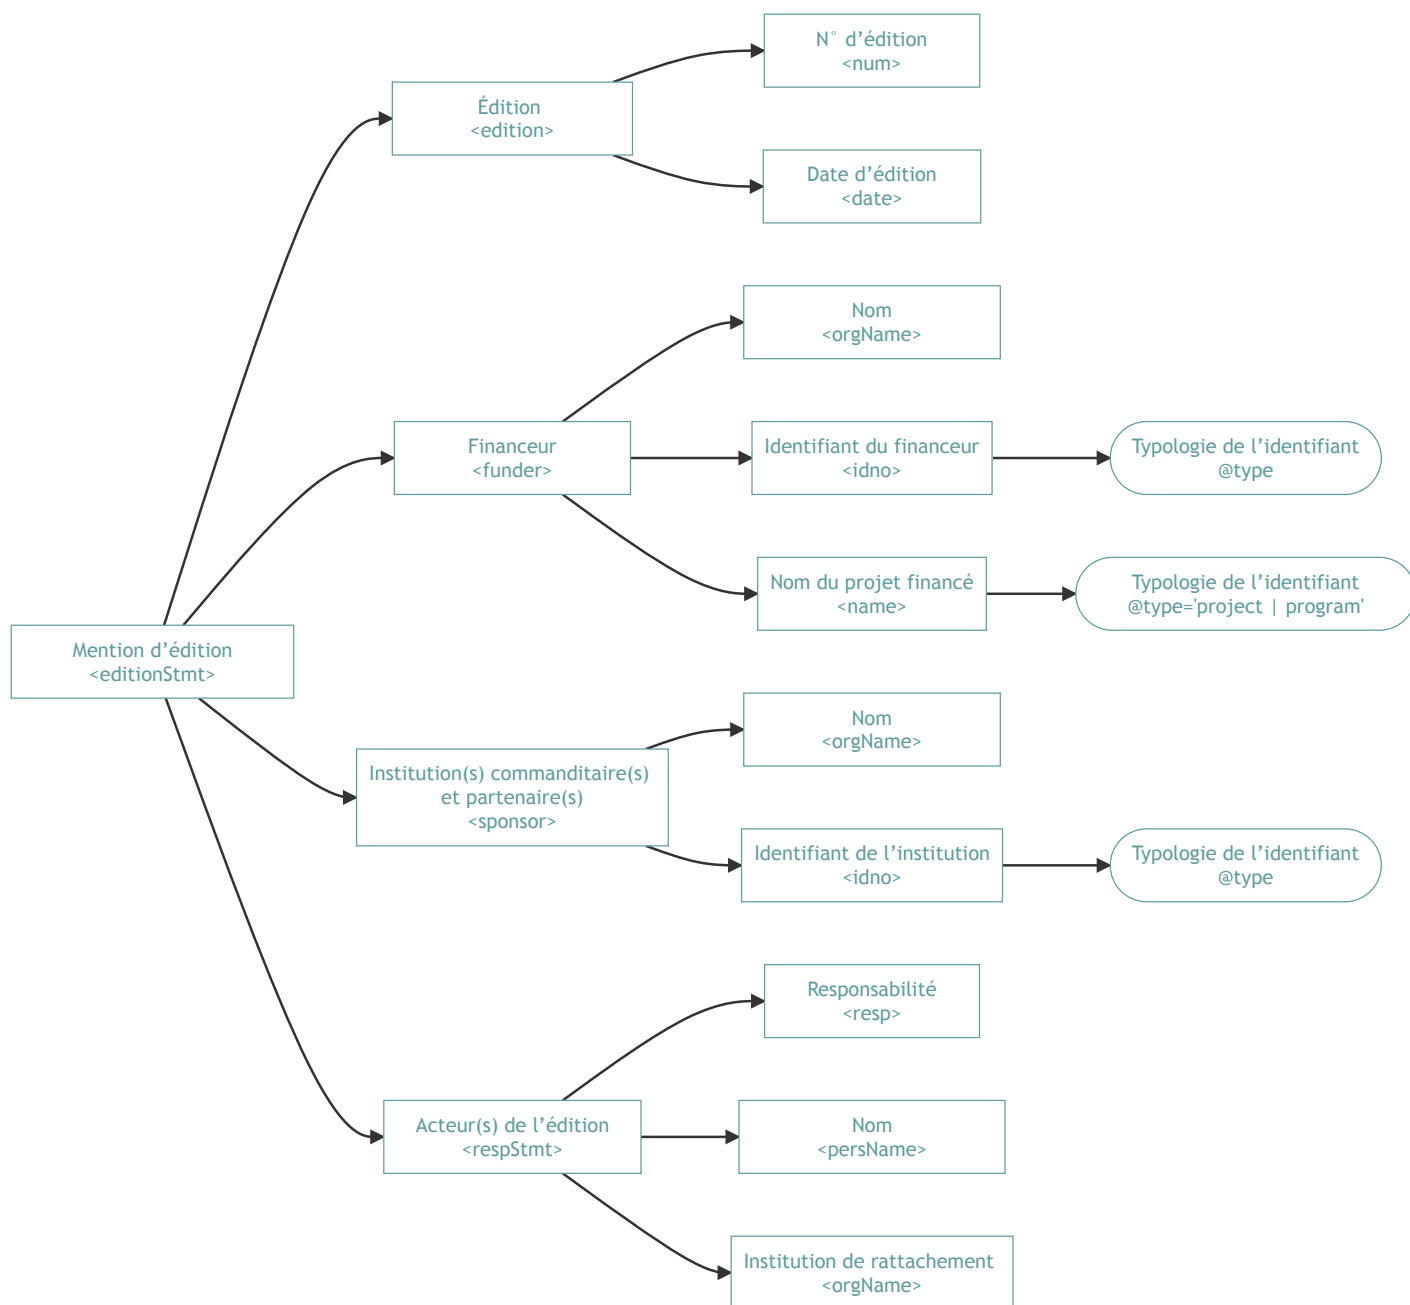 N° d’édition
<num>
Édition
<edition>
Date d’édition
<date>
Nom
<orgName>
Financeur
<funder>
Identifiant du financeur
<idno>
Typologie de l’identifiant
@type
Nom du projet financé
<name>
Typologie de l’identifiant
@type='project | program'
Mention d’édition
<editionStmt>
Nom
<orgName>
Institution(s) commanditaire(s)
et partenaire(s)
<sponsor>
Identifiant de l’institution
<idno>
Typologie de l’identifiant
@type
Responsabilité
<resp>
Acteur(s) de l’édition
<respStmt>
Nom
<persName>
Institution de rattachement
<orgName>